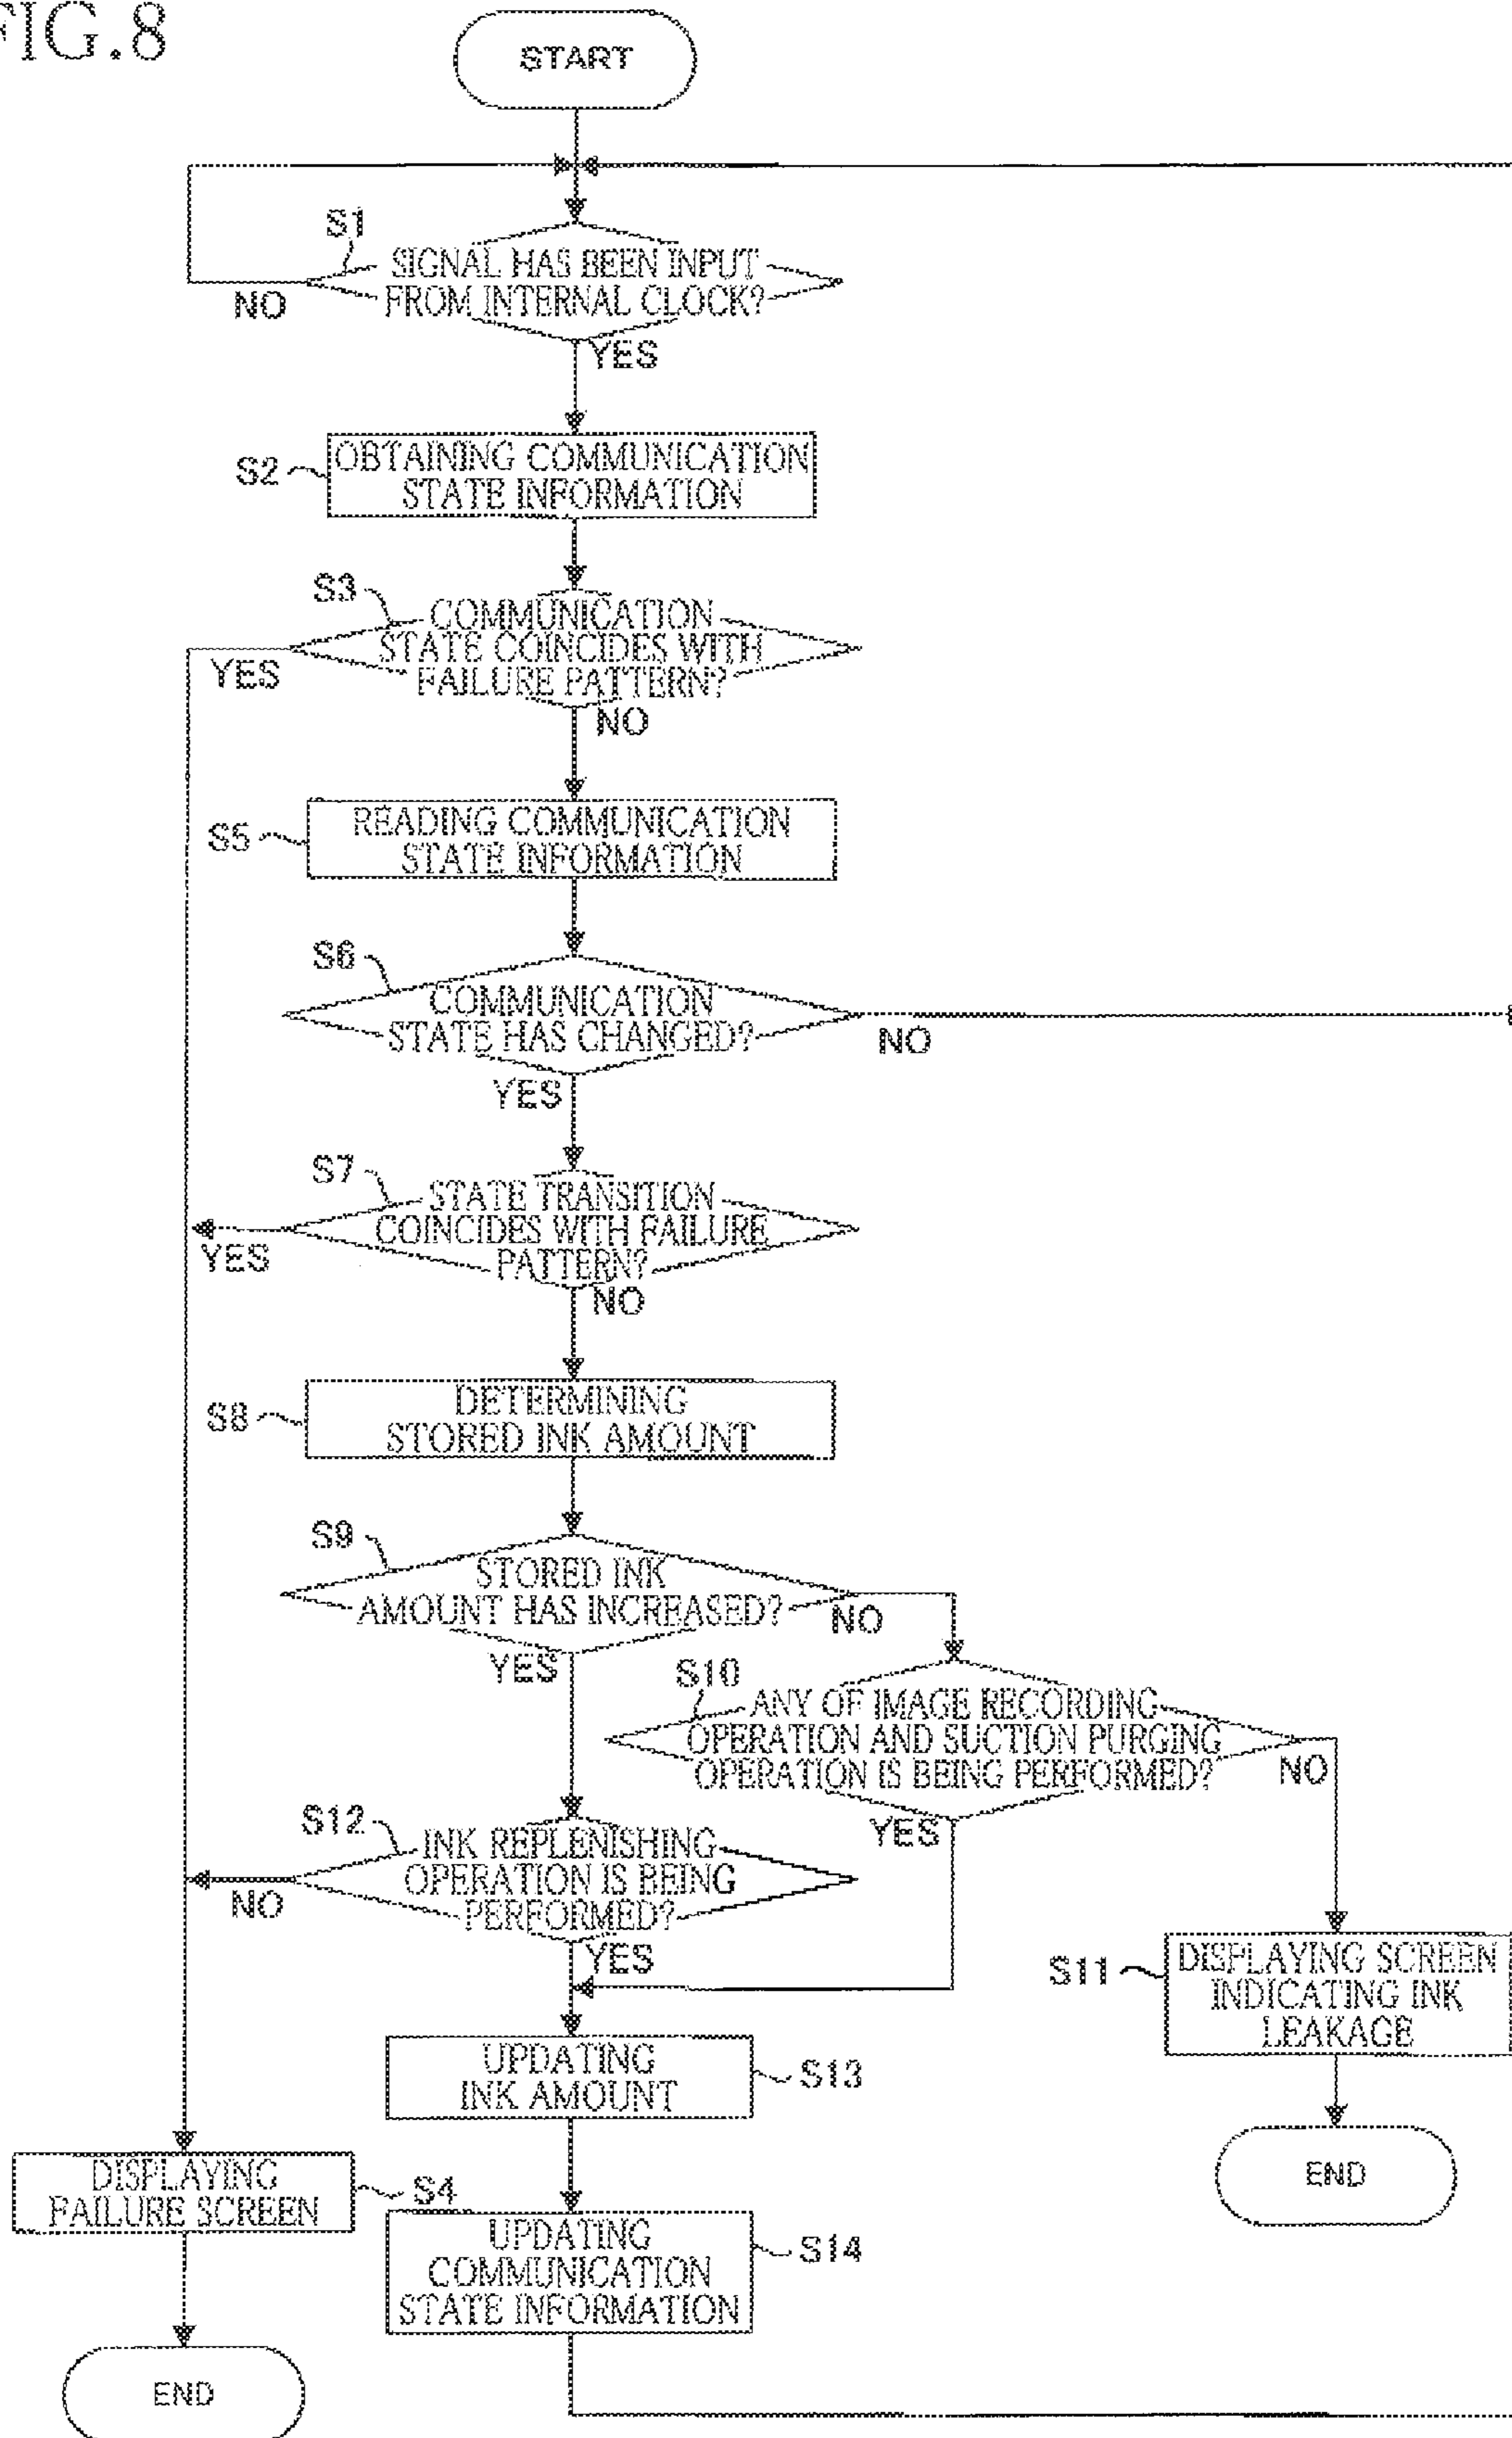 FIG.8
START
S1
SIGNAL HAS BEEN INPUT
FROM INTERNAL CLOCK?
NO
YES
S2
OBTAINING COMMUNICATION
STATE INFORMATION
S3
COMMUNICATION
STATE COINCIDES WITH
FAILURE PATTERN?
YES
NO
S5
READING COMMUNICATION
STATE INFORMATION
S6
COMMUNICATION
STATE HAS CHANGED?
NO
YES
S7
STATE TRANSITION
COINCIDES WITH FAILURE
PATTERN?
YES
NO
S8
DETERMINING
STORED INK AMOUNT
S9
STORED INK
AMOUNT HAS INCREASED?
NO
YES
S10
ANY OF IMAGE RECORDING
OPERATION AND SUCTION PURGING
OPERATION IS BEING PERFORMED?
NO
YES
S12
INK REPLENISHING
OPERATION IS BEING
PERFORMED?
NO
YES
S11
DISPLAYING SCREEN
INDICATING INK
LEAKAGE
UPDATING
INK AMOUNT
S13
END
DISPLAYING
FAILURE SCREEN
S4
UPDATING
COMMUNICATION
STATE INFORMATION
S14
END